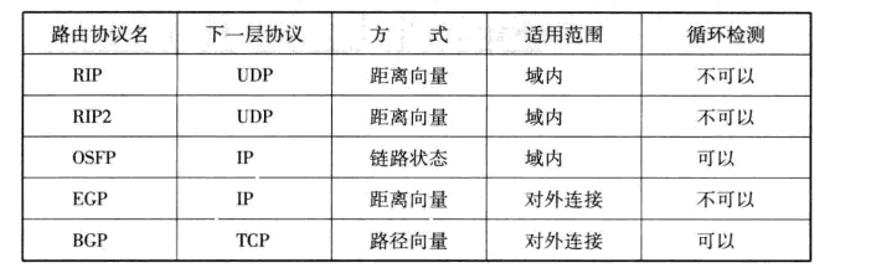 路由协议名 下一层协议 方 式 适用范围 循环检测
RIP UDP 距离向量 域内 不可以
RIP2 UDP 距离向量 域内 不可以
OSFP IP 链路状态 域内 可以
EGP IP 距离向量 对外连接 不可以
BGP TCP 路径向量 对外连接 可以